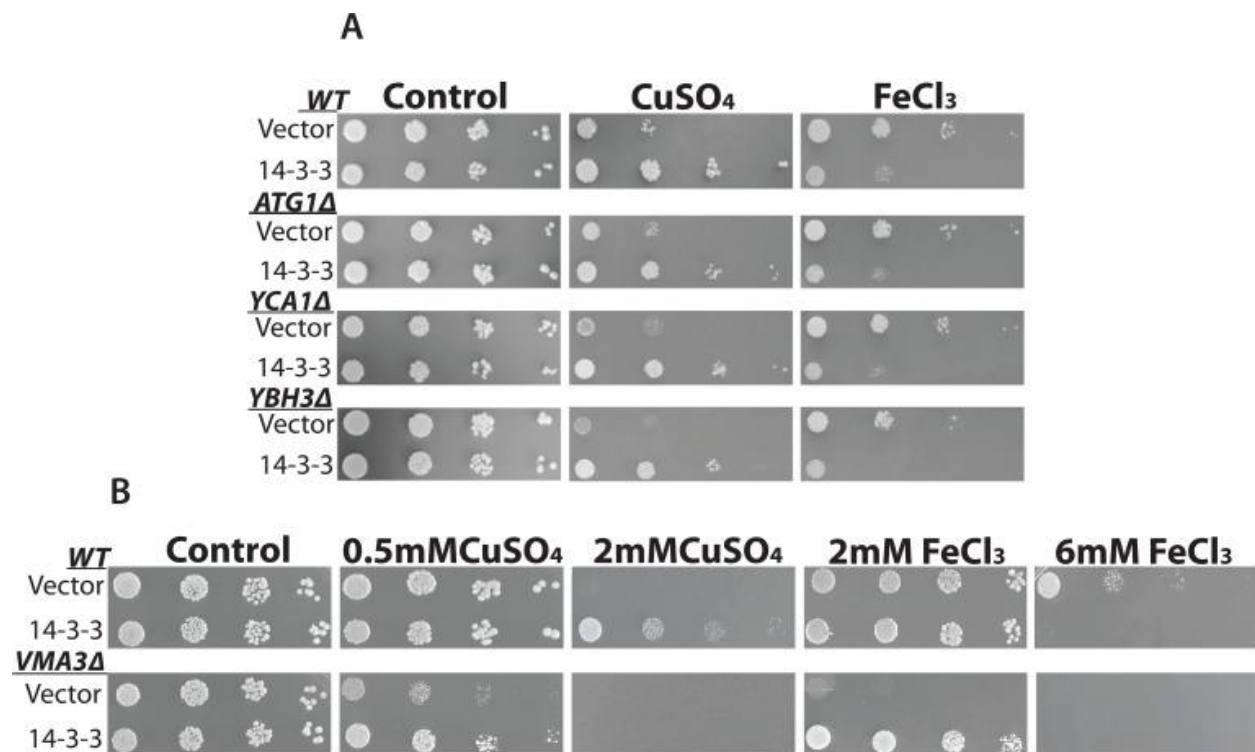 A
WT Control CuSO₄ FeCl₃
Vector
14-3-3
ATG1Δ
Vector
14-3-3
YCA1Δ
Vector
14-3-3
YBH3Δ
Vector
14-3-3
B
WT Control 0.5mMCuSO₄ 2mMCuSO₄ 2mM FeCl₃ 6mM FeCl₃
Vector
14-3-3
VMA3Δ
Vector
14-3-3